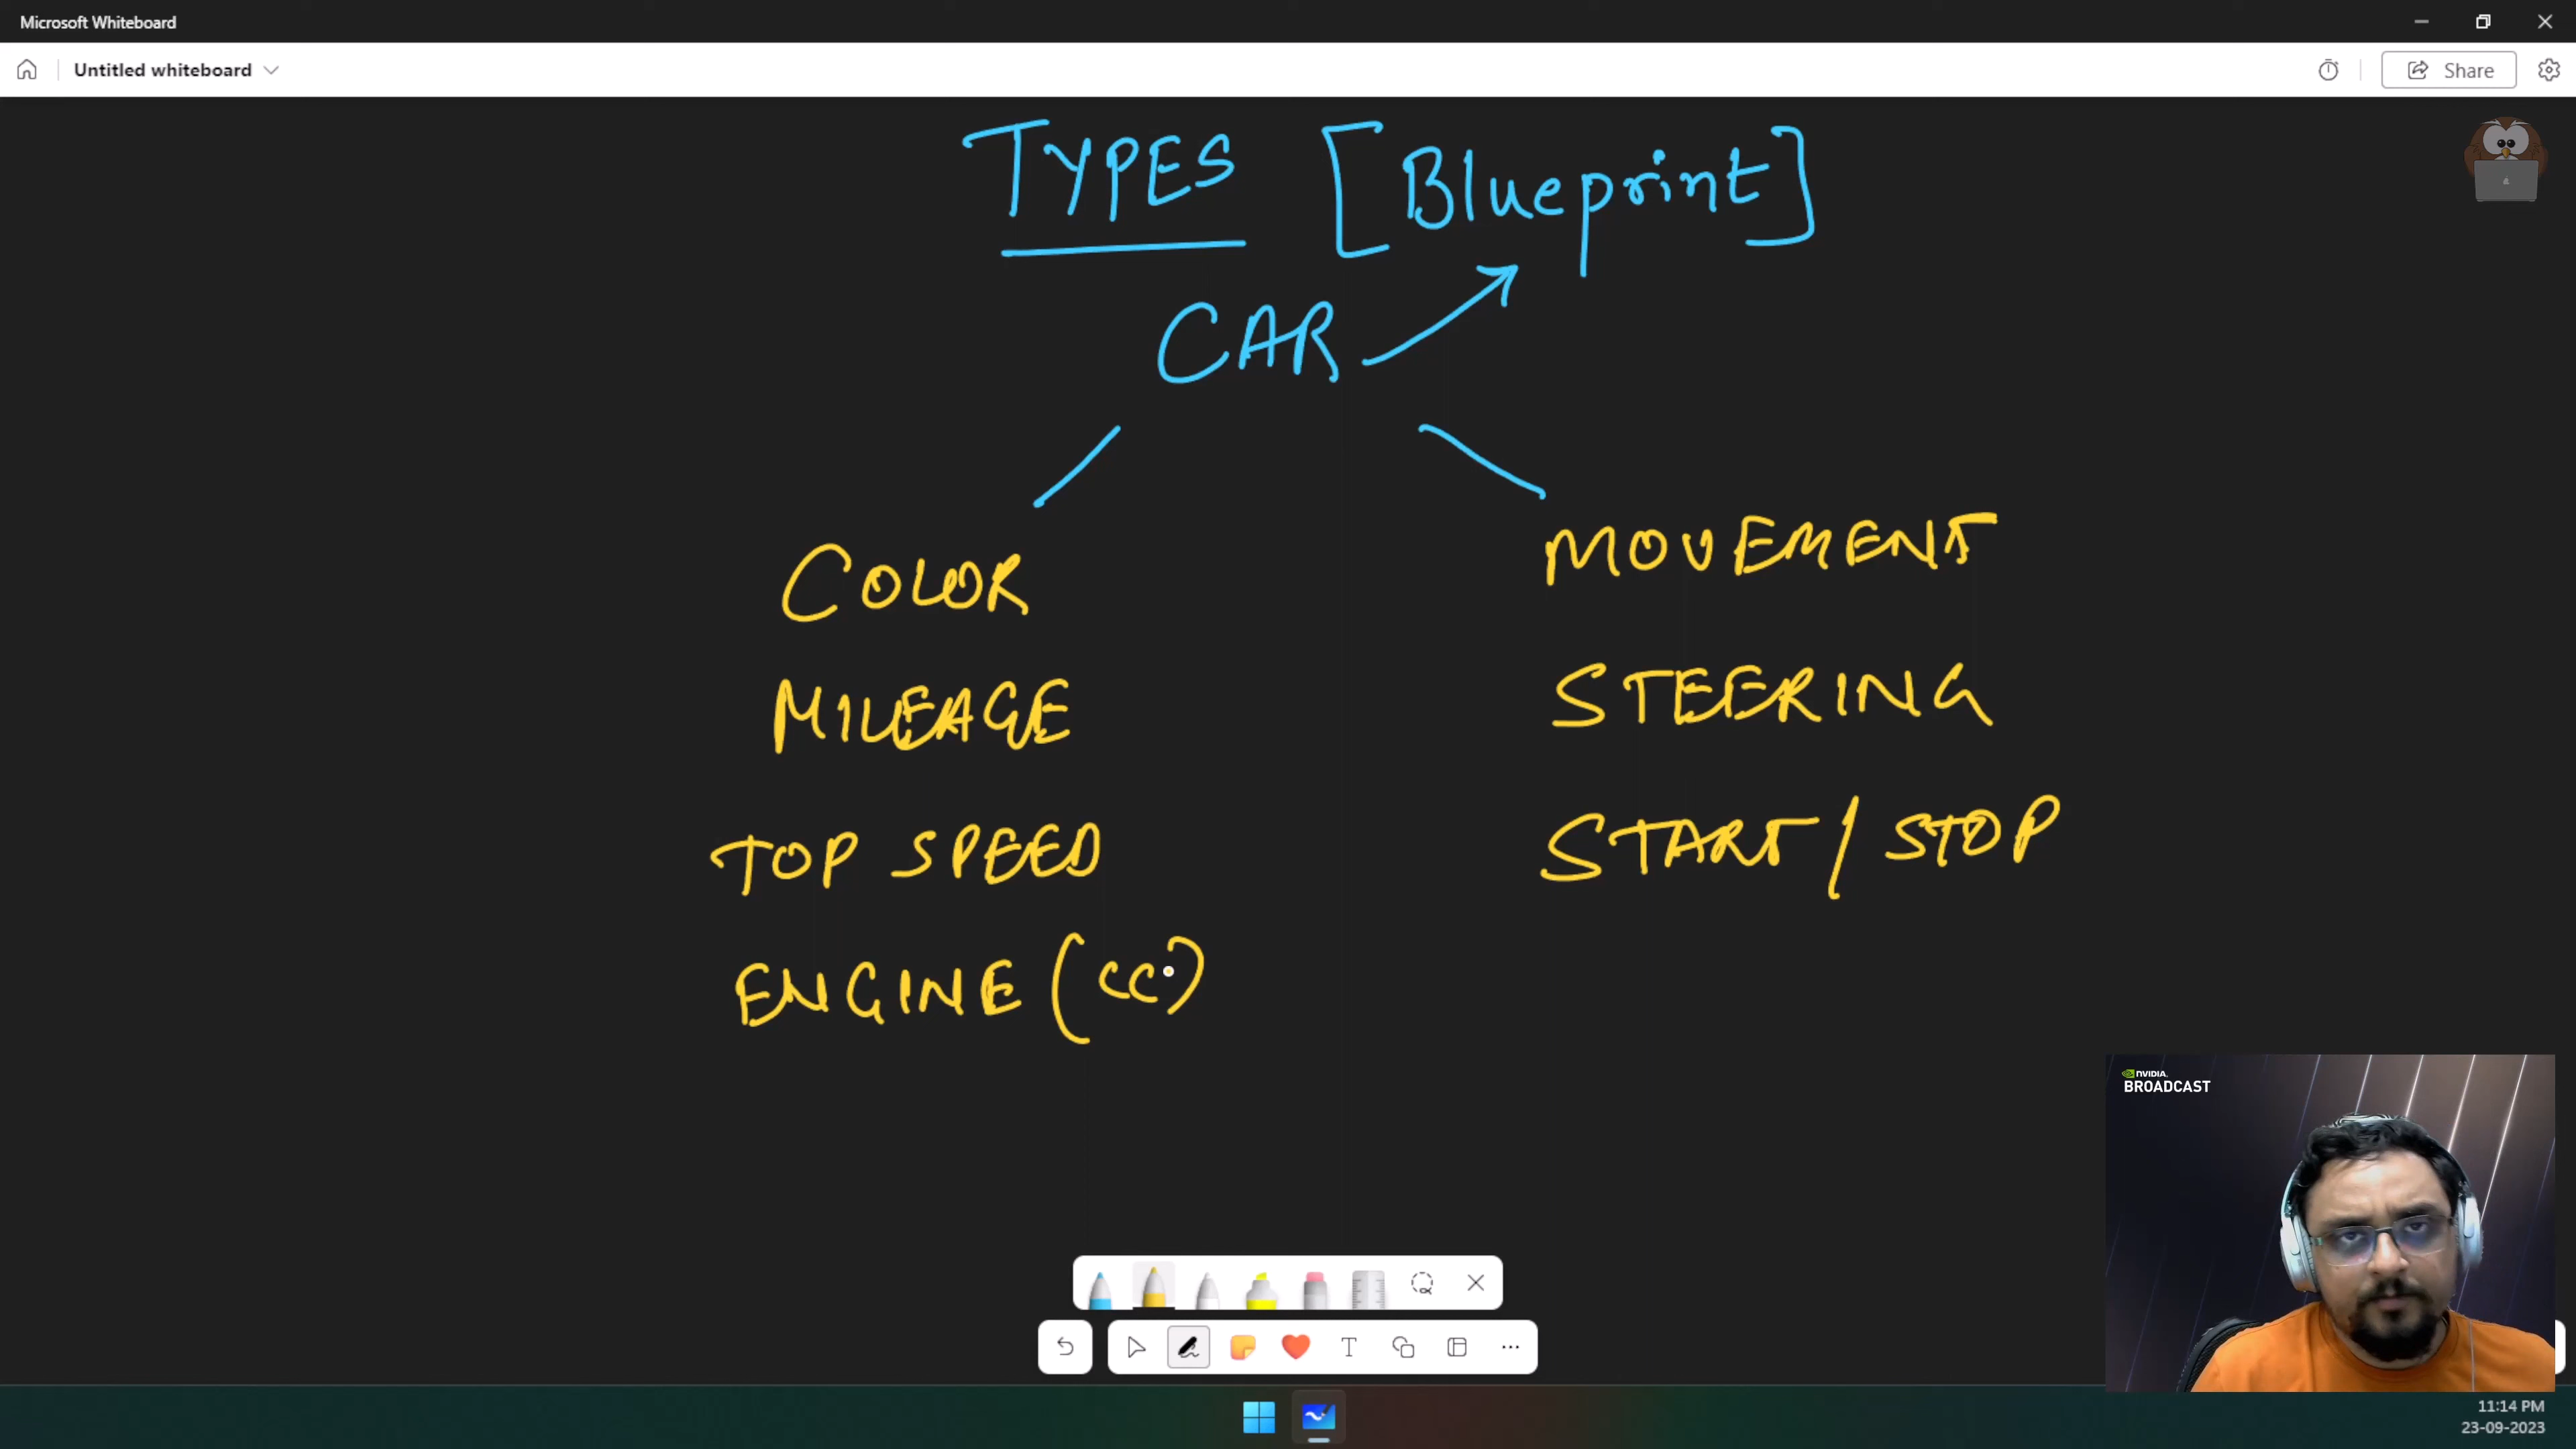 Microsoft Whiteboard
Untitled whiteboard
Share
TYPES [Blueprint]
CAR
COLOR
MOVEMENT
MILEAGE
STEERING
TOP SPEED
START / STOP
ENGINE (CC)
NVIDIA.
BROADCAST
T
11:14 PM
23-09-2023